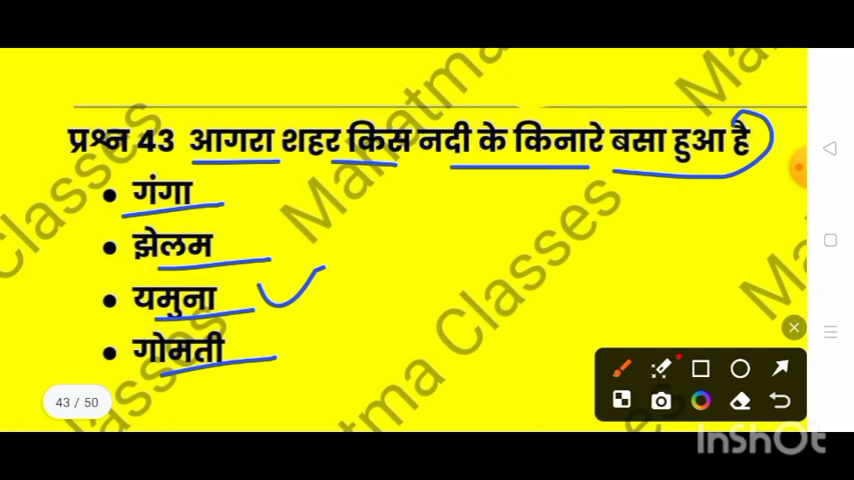 प्रश्न 43 आगरा शहर किस नदी के किनारे बसा हुआ है
• गंगा
• झेलम
• यमुना
• गोमती
43 / 50
Mahatma Classes
InShOt